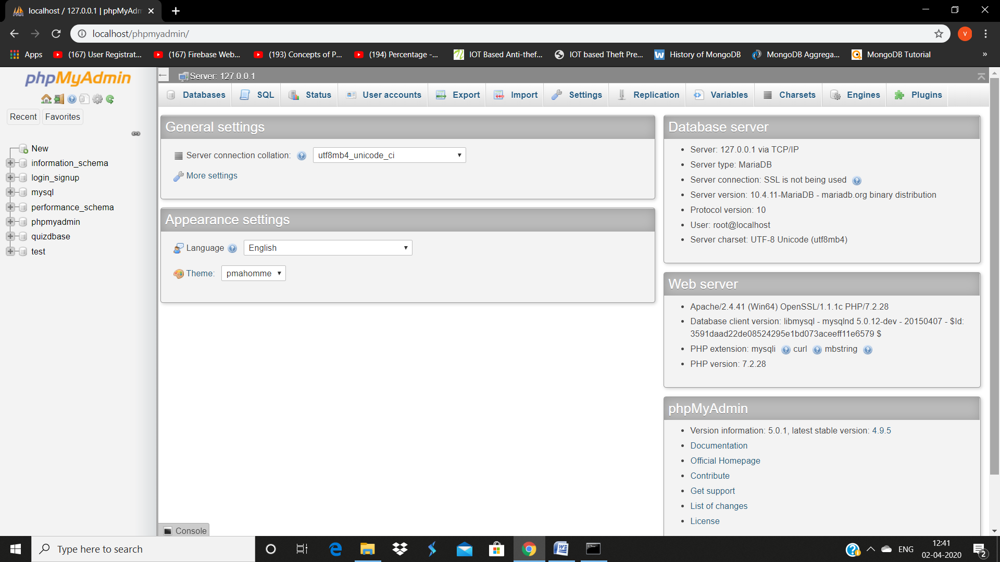 localhost / 127.0.0.1 | phpMyAdm
localhost/phpmyadmin/
V
Apps
(167) User Registrat...
(167) Firebase Web...
(193) Concepts of P...
(194) Percentage -...
IOT Based Anti-thef...
IOT based Theft Pre...
History of MongoDB
MongoDB Aggrega...
MongoDB Tutorial
»
phpMyAdmin
Recent
Favorites
New
information_schema
login_signup
mysql
performance_schema
phpmyadmin
quizdbase
test
Server: 127.0.0.1
Databases
SQL
Status
User accounts
Export
Import
Settings
Replication
Variables
Charsets
Engines
Plugins
General settings
Server connection collation:
utf8mb4_unicode_ci
More settings
Appearance settings
Language
English
Theme:
pmahomme
Database server
Server: 127.0.0.1 via TCP/IP
Server type: MariaDB
Server connection: SSL is not being used
Server version: 10.4.11-MariaDB - mariadb.org binary distribution
Protocol version: 10
User: root@localhost
Server charset: UTF-8 Unicode (utf8mb4)
Web server
Apache/2.4.41 (Win64) OpenSSL/1.1.1c PHP/7.2.28
Database client version: libmysql - mysqlnd 5.0.12-dev - 20150407 - $Id:
3591daad22de08524295e1bd073aceeff11e6579 $
PHP extension: mysqli curl mbstring
PHP version: 7.2.28
phpMyAdmin
Version information: 5.0.1, latest stable version: 4.9.5
Documentation
Official Homepage
Contribute
Get support
List of changes
License
Console
Type here to search
ENG
12:41
02-04-2020
2